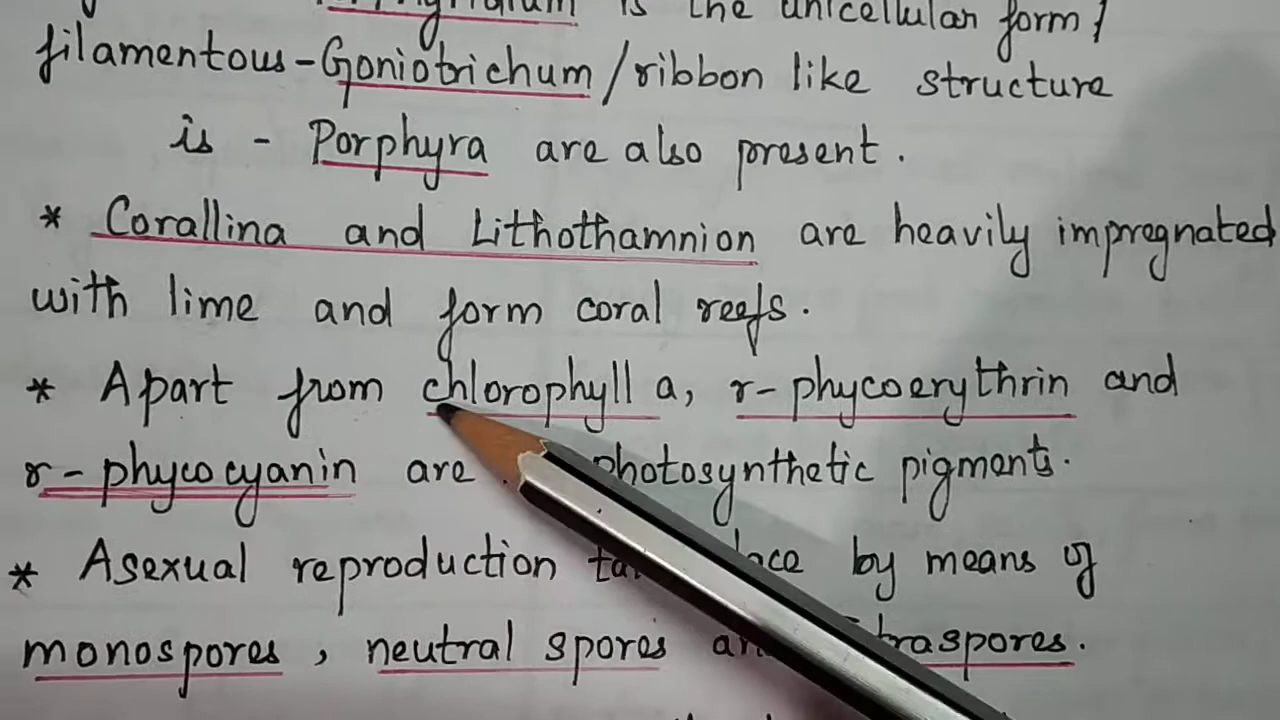 is the unicellular form /
filamentous - Goniotrichum / ribbon like structure
is - Porphyra are also present.
* Corallina and Lithothamnion are heavily impregnated
with lime and form coral reefs.
* Apart from chlorophyll a, r-phycoerythrin and
r-phycocyanin are photosynthetic pigments.
* Asexual reproduction by means of
monospores, neutral spores